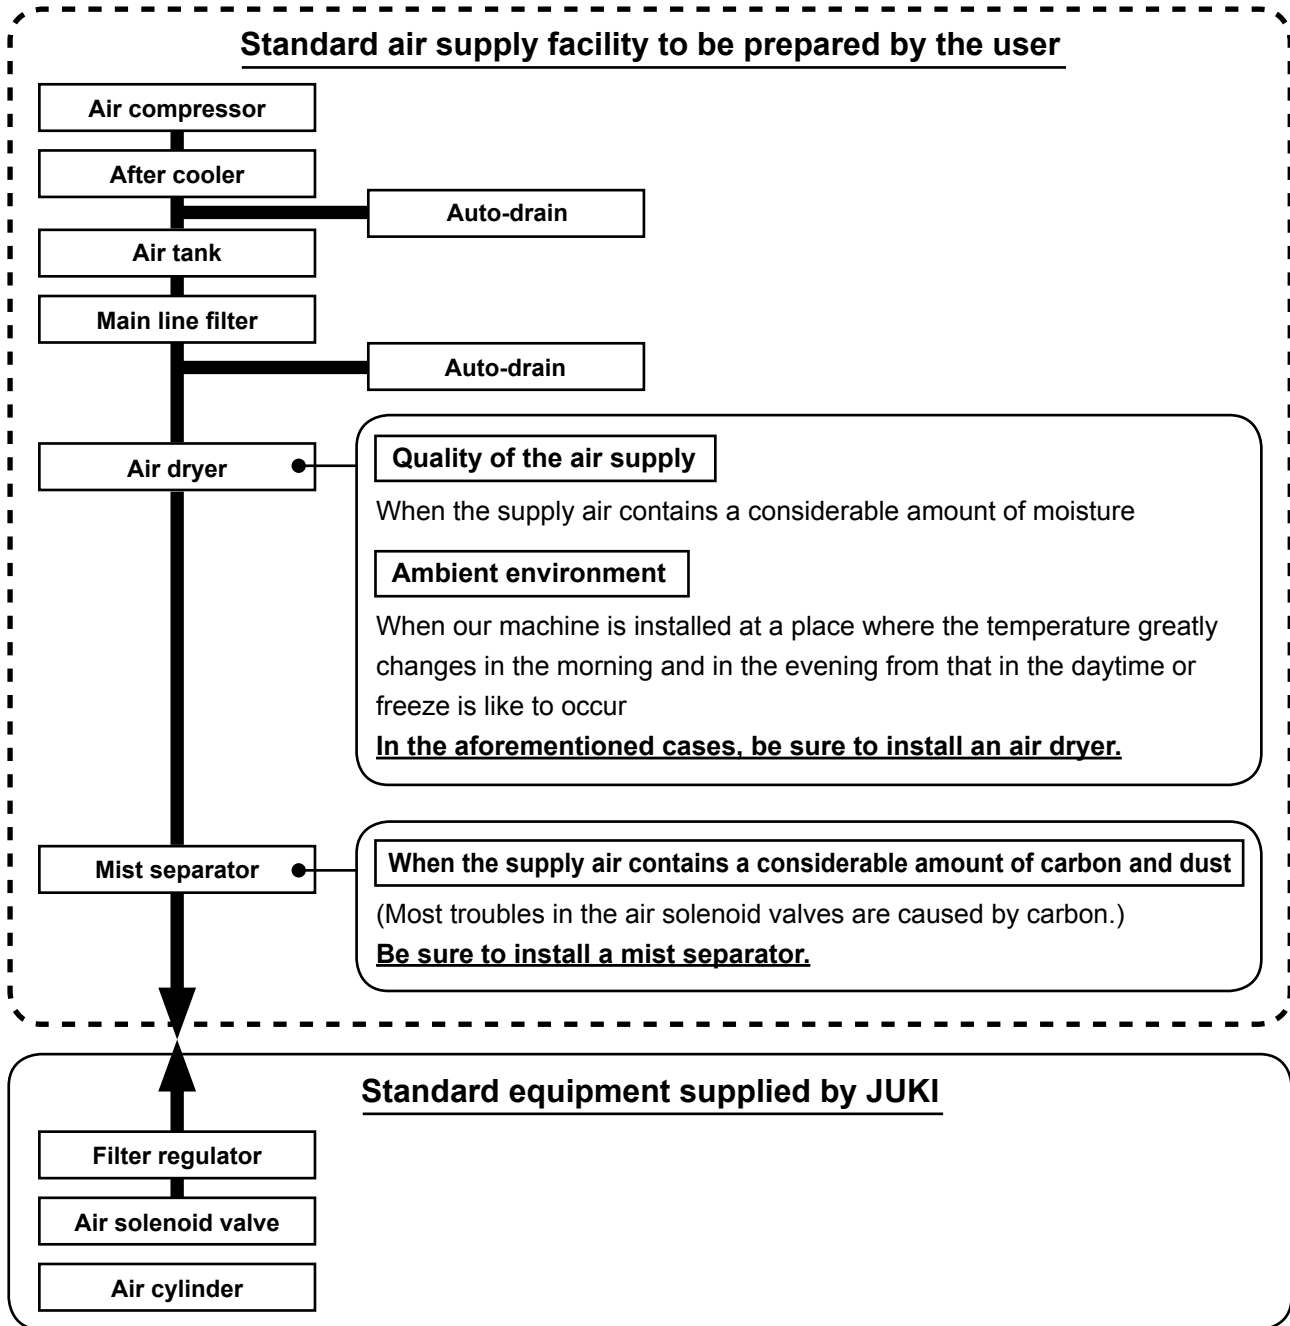 Standard air supply facility to be prepared by the user
Air compressor
After cooler
Auto-drain
Air tank
Main line filter
Auto-drain
Air dryer
Quality of the air supply
When the supply air contains a considerable amount of moisture
Ambient environment
When our machine is installed at a place where the temperature greatly
changes in the morning and in the evening from that in the daytime or
freeze is like to occur
In the aforementioned cases, be sure to install an air dryer.
Mist separator
When the supply air contains a considerable amount of carbon and dust
(Most troubles in the air solenoid valves are caused by carbon.)
Be sure to install a mist separator.
Standard equipment supplied by JUKI
Filter regulator
Air solenoid valve
Air cylinder